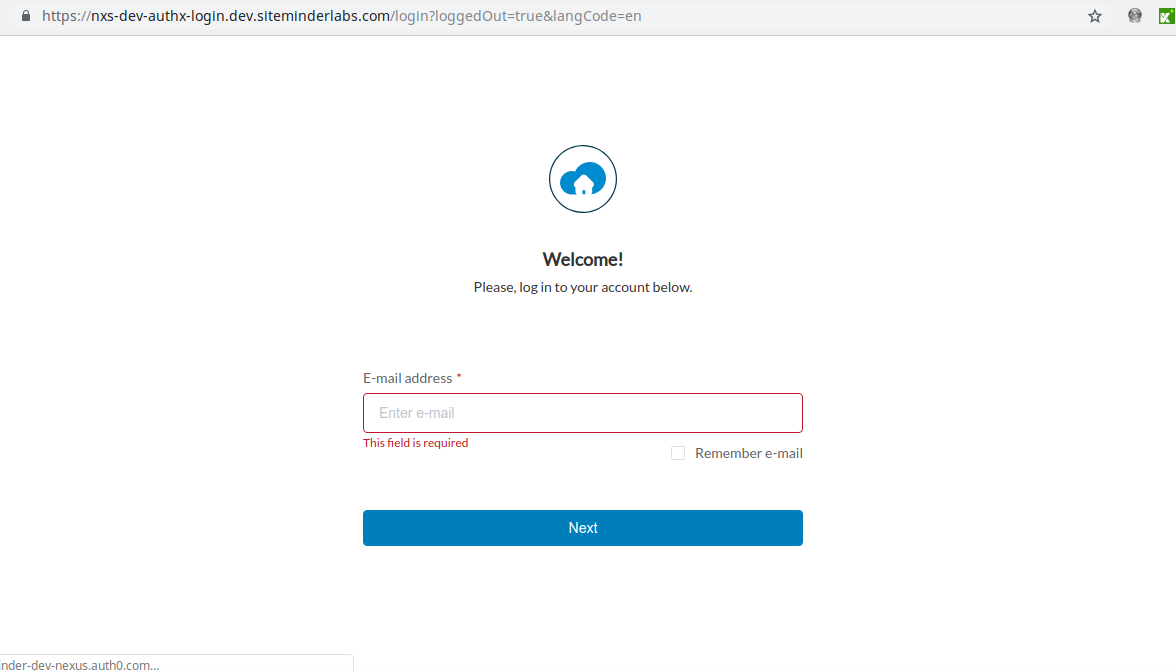 https://nxs-dev-authx-login.dev.siteminderlabs.com/login?loggedOut=true&langCode=en
Welcome!
Please, log in to your account below.
E-mail address *
Enter e-mail
This field is required
Remember e-mail
Next
inder-dev-nexus.auth0.com...